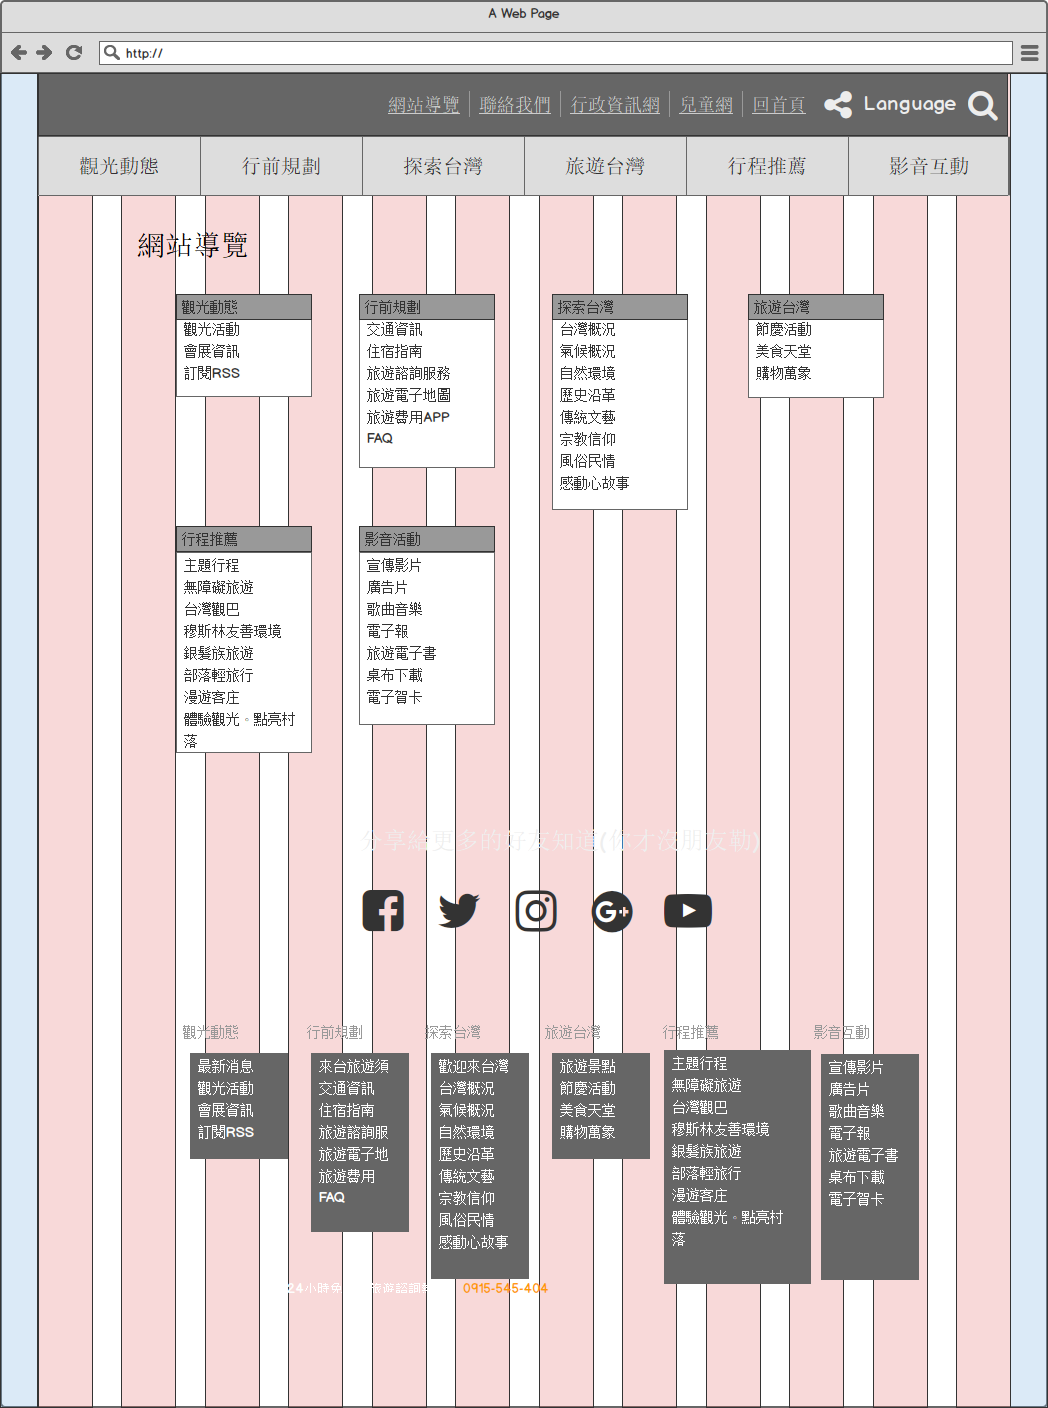 A Web Page
http://
網站導覽
聯絡我們
行政資訊網
兒童網
回首頁
Language
觀光動態
行前規劃
探索台灣
旅遊台灣
行程推薦
影音互動
網站導覽
觀光動態
觀光活動
會展資訊
訂閱RSS
行前規劃
交通資訊
住宿指南
旅遊諮詢服務
旅遊電子地圖
旅遊費用APP
FAQ
探索台灣
台灣概況
氣候概況
自然環境
歷史沿革
傳統文藝
宗教信仰
風俗民情
感動心故事
旅遊台灣
節慶活動
美食天堂
購物萬象
行程推薦
主題行程
無障礙旅遊
台灣觀巴
穆斯林友善環境
銀髮族旅遊
部落輕旅行
漫遊客庄
體驗觀光。點亮村
落
影音活動
宣傳影片
廣告片
歌曲音樂
電子報
旅遊電子書
桌布下載
電子賀卡
分享給更多的好友知道(你才沒朋友勒)
觀光動態
最新消息
觀光活動
會展資訊
訂閱RSS
行前規劃
來台旅遊須
交通資訊
住宿指南
旅遊諮詢服
旅遊電子地
旅遊費用
FAQ
探索台灣
歡迎來台灣
台灣概況
氣候概況
自然環境
歷史沿革
傳統文藝
宗教信仰
風俗民情
感動心故事
旅遊台灣
旅遊景點
節慶活動
美食天堂
購物萬象
行程推薦
主題行程
無障礙旅遊
台灣觀巴
穆斯林友善環境
銀髮族旅遊
部落輕旅行
漫遊客庄
體驗觀光。點亮村
落
影音互動
宣傳影片
廣告片
歌曲音樂
電子報
旅遊電子書
桌布下載
電子賀卡
24小時免 旅遊諮詢 0915-545-404